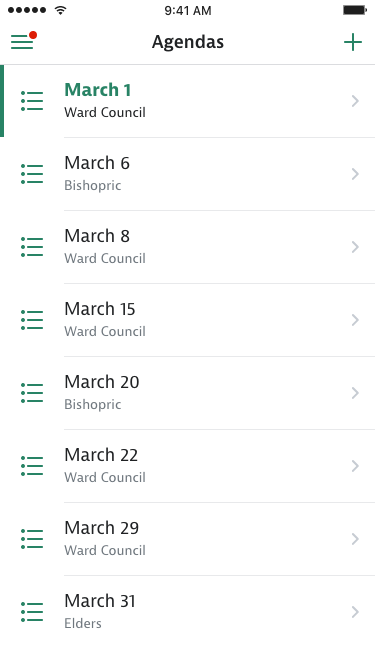 9:41 AM
Agendas
March 1
Ward Council
March 6
Bishopric
March 8
Ward Council
March 15
Ward Council
March 20
Bishopric
March 22
Ward Council
March 29
Ward Council
March 31
Elders